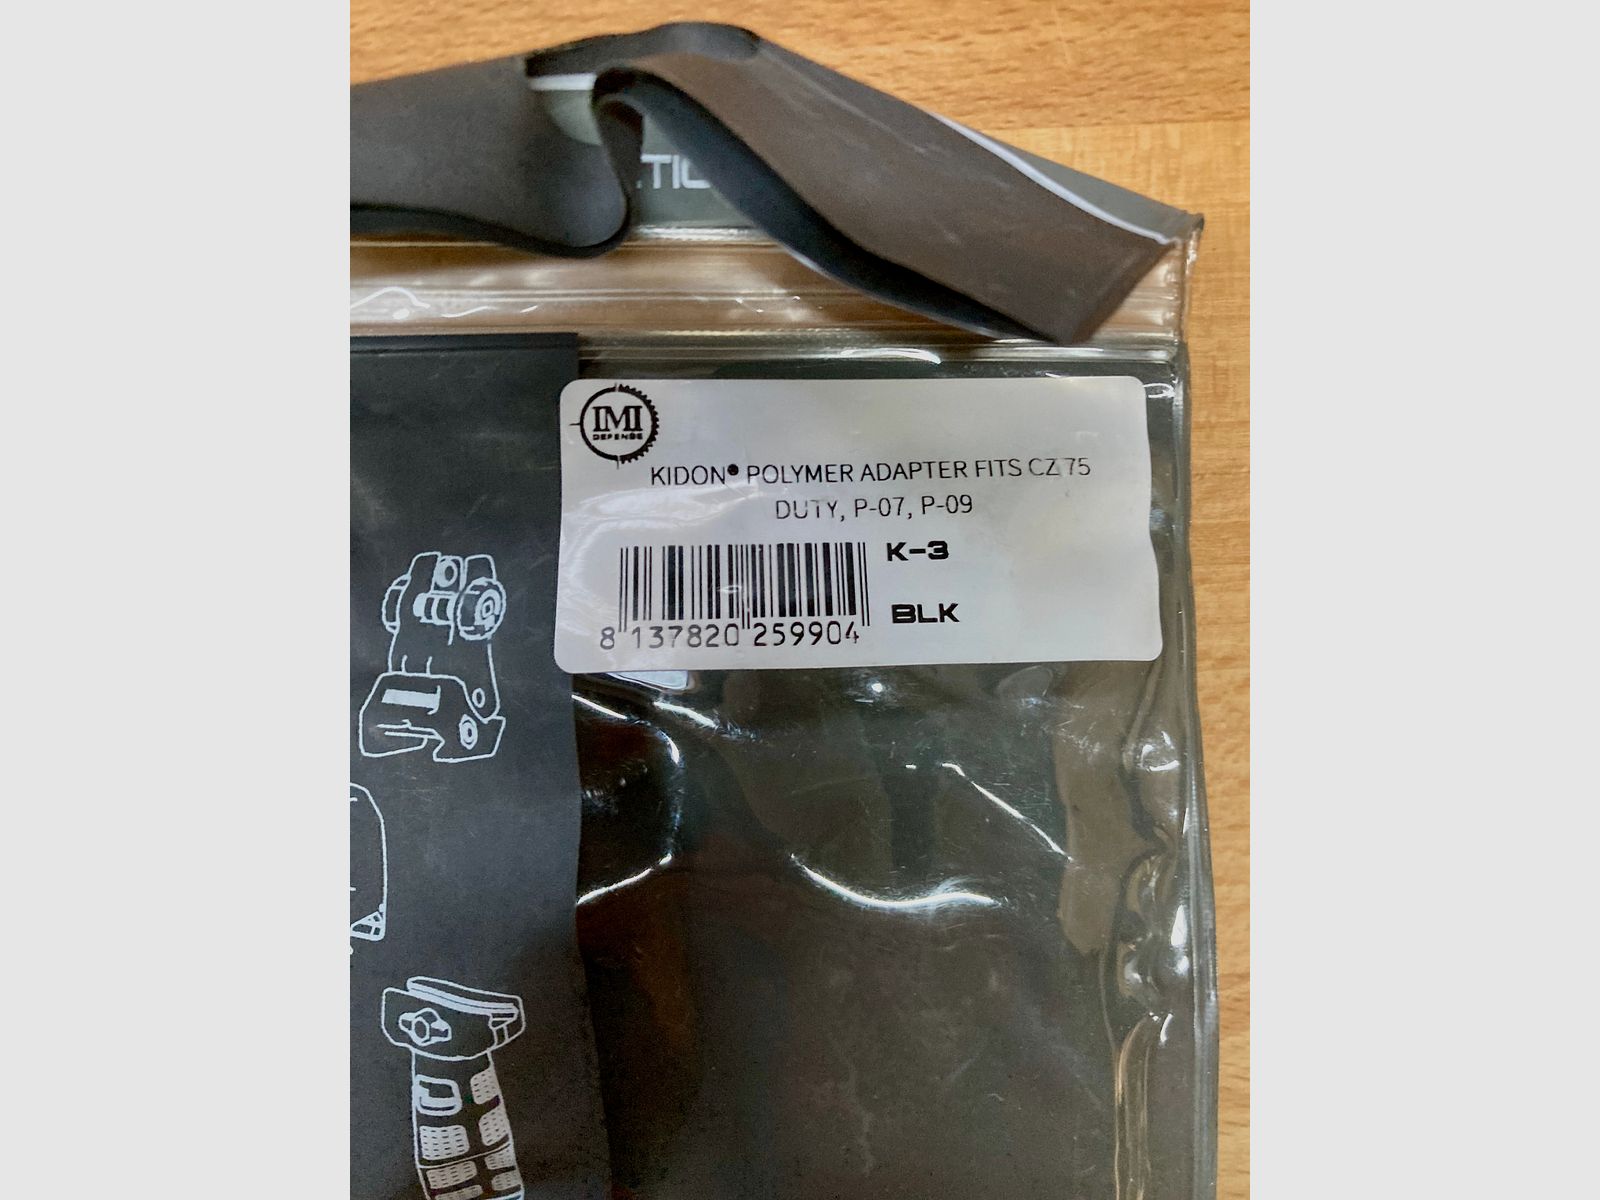 IMI
DEFENSE
KIDON® POLYMER ADAPTER FITS CZ 75
DUTY, P-07, P-09
K-3
BLK
8 137820 259904